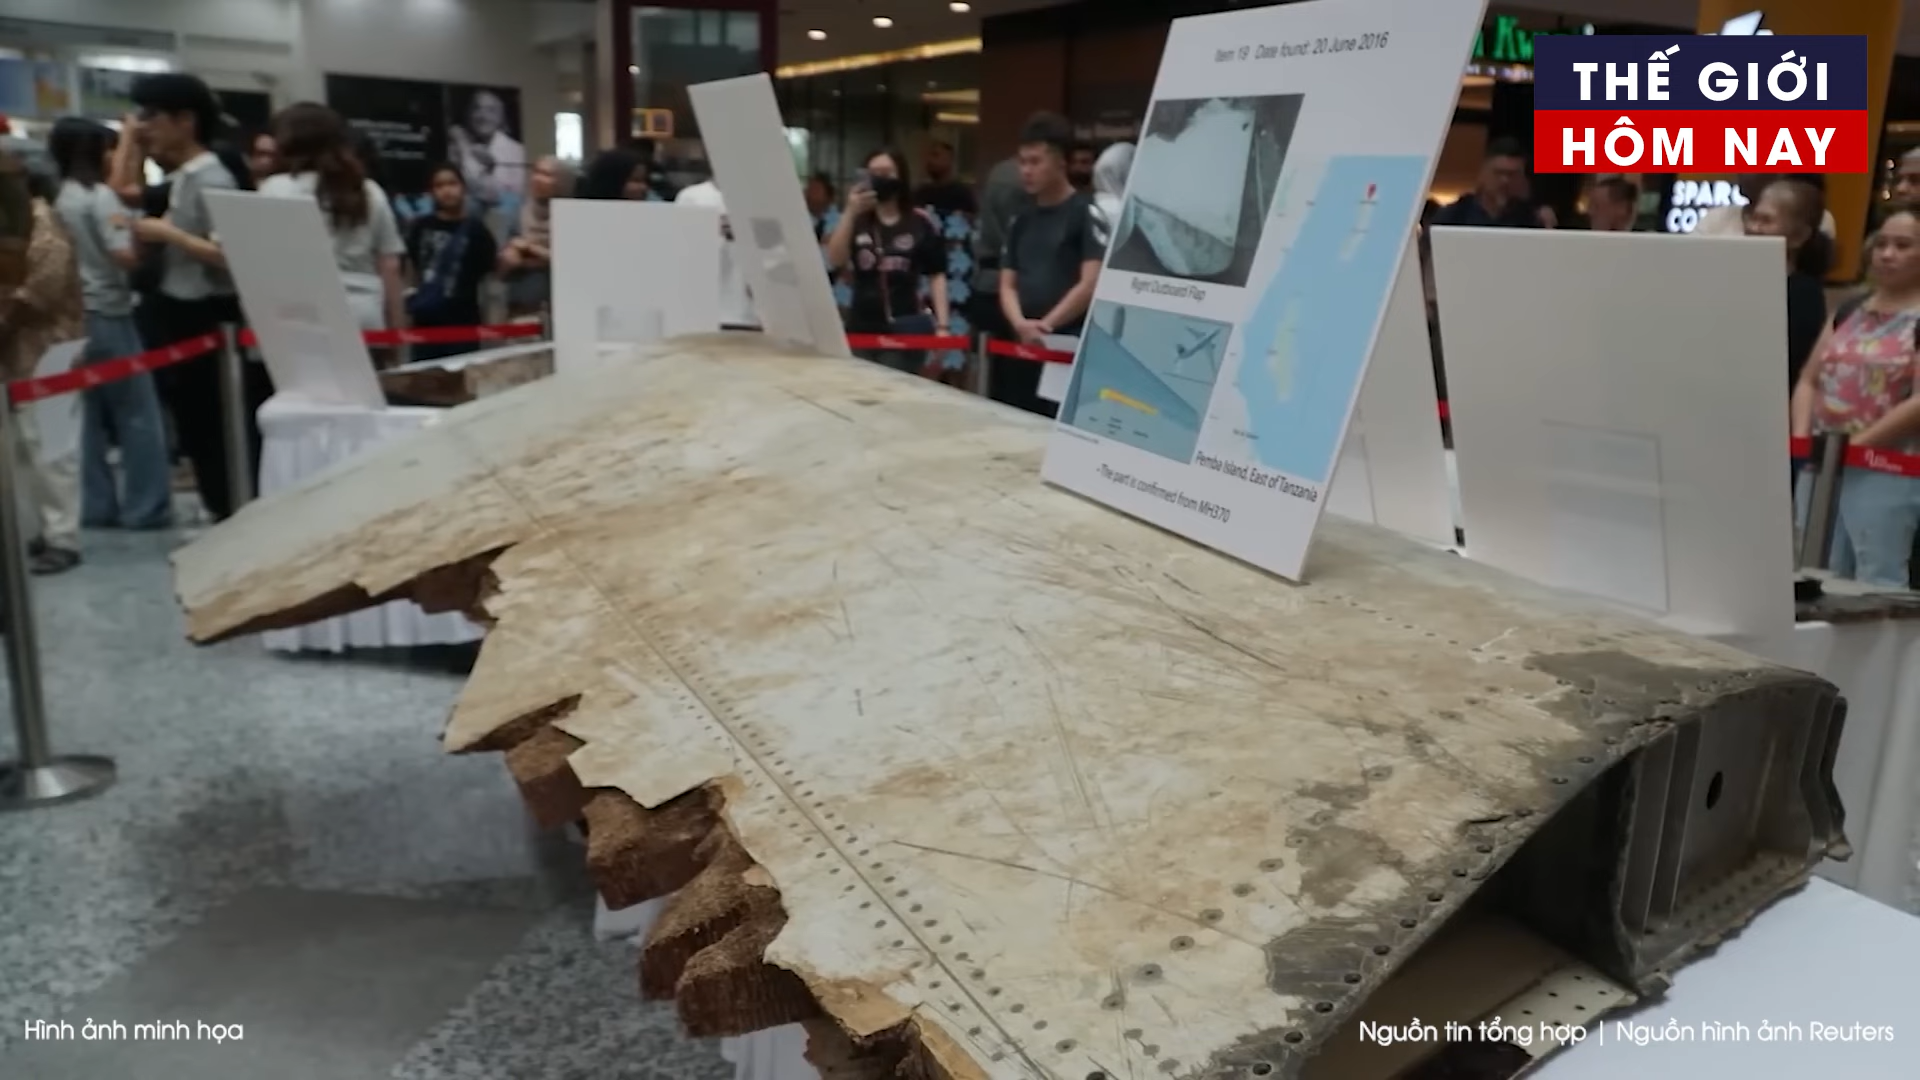 Item 19 Date found: 20 June 2016
THẾ GIỚI
HÔM NAY
Right Outboard Flap
Pemba Island, East of Tanzania
- The part is confirmed from MH370
Hình ảnh minh họa
Nguồn tin tổng hợp | Nguồn hình ảnh Reuters